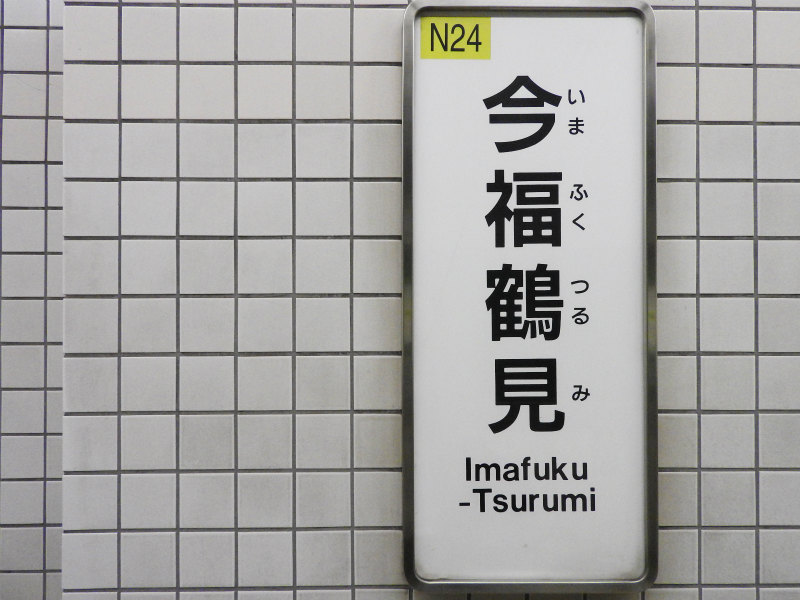 N24
今福鶴見
いまふくつるみ
Imafuku
-Tsurumi